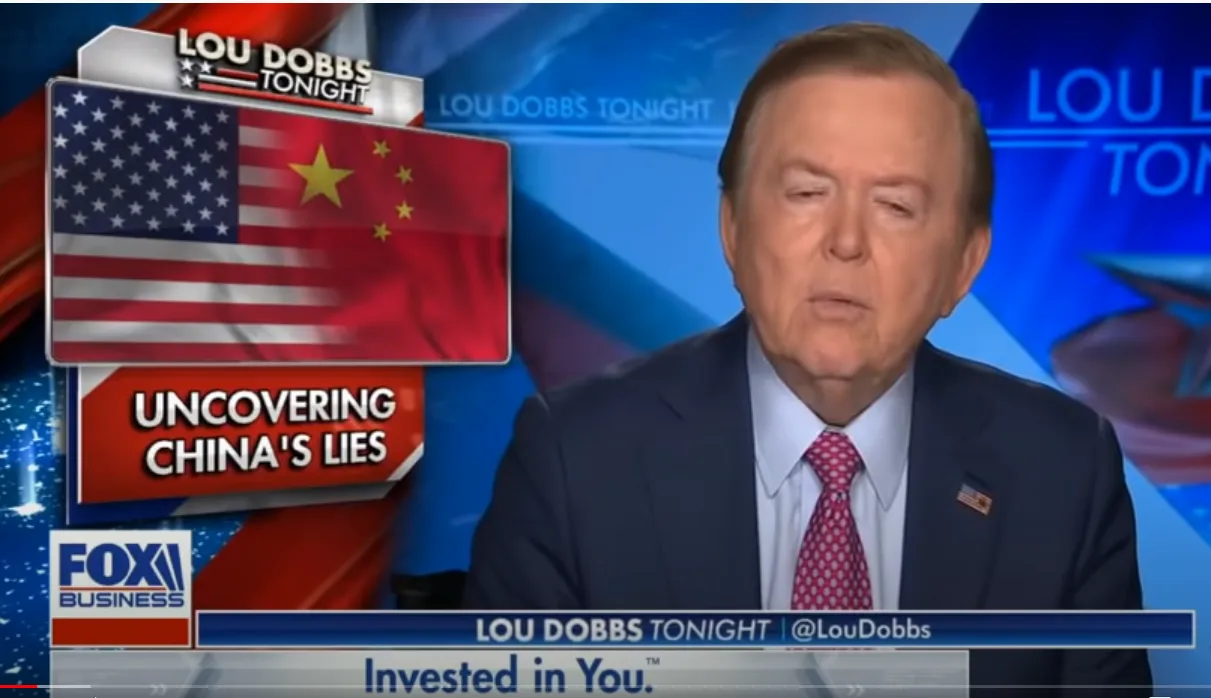 LOU DOBBS
TONIGHT
LOU DOBBS TONIGHT
LOU D
TON
UNCOVERING
CHINA'S LIES
FOX
BUSINESS
LOU DOBBS TONIGHT | @LouDobbs
Invested in You.™